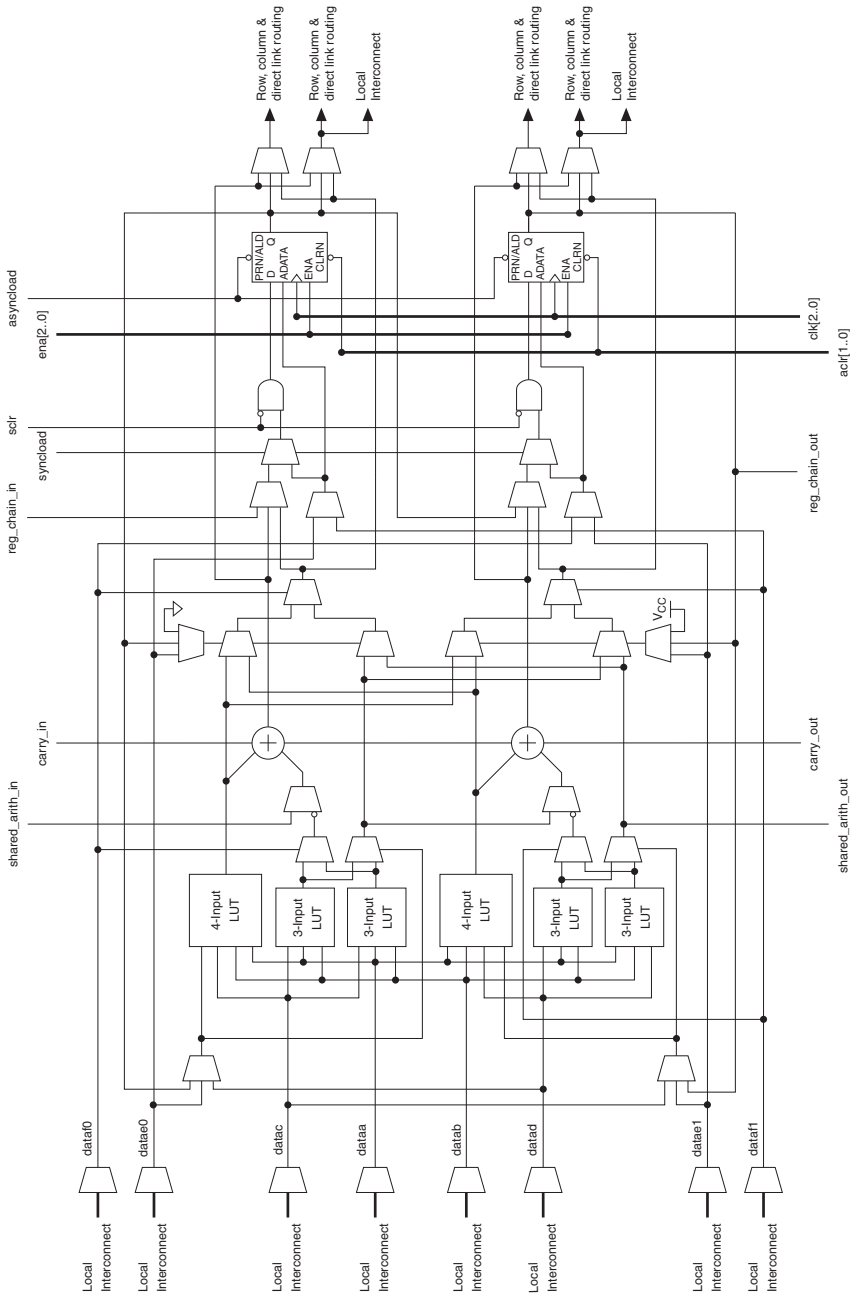 Row, column &
direct link routing
Row, column &
direct link routing
Local
Interconnect
Row, column &
direct link routing
Row, column &
direct link routing
Local
Interconnect
asyncload
ena[2..0]
sclr
syncload
reg_chain_in
carry_in
shared_arith_in
PRN/ALD
D Q
ADATA
ENA
CLRN
PRN/ALD
D Q
ADATA
ENA
CLRN
clk[2..0]
aclr[1..0]
reg_chain_out
VCC
+
+
carry_out
shared_arith_out
4-Input
LUT
3-Input
LUT
3-Input
LUT
4-Input
LUT
3-Input
LUT
3-Input
LUT
dataf0
datae0
datac
dataa
datab
datad
datae1
dataf1
Local
Interconnect
Local
Interconnect
Local
Interconnect
Local
Interconnect
Local
Interconnect
Local
Interconnect
Local
Interconnect
Local
Interconnect